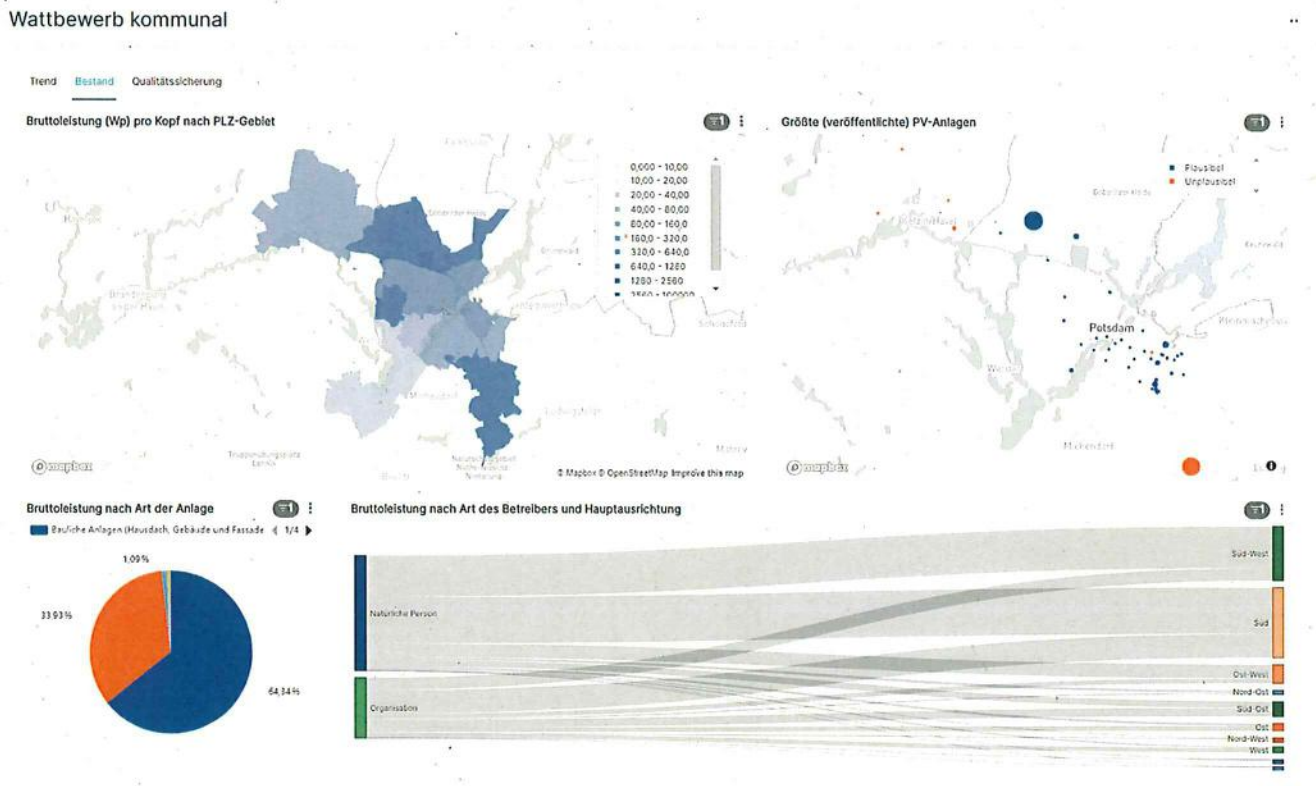 Wattbewerb kommunal
Trend Bestand Qualitätssicherung
Bruttoleistung (Wp) pro Kopf nach PLZ-Gebiet
0,000 - 10,00
10,00 - 20,00
20,00 - 40,00
40,00 - 80,00
80,00 - 160,0
160,0 - 320,0
320,0 - 640,0
640,0 - 1280
1280 - 2560
2560 - 100000
mapbox
© Mapbox © OpenStreetMap Improve this map
Größte (veröffentlichte) PV-Anlagen
Plausibel
Unplausibel
Potsdam
mapbox
Bruttoleistung nach Art der Anlage
Bauliche Anlagen (Hausdach, Gebäude und Fassade 1/4
1,09%
33,93%
64,34%
Bruttoleistung nach Art des Betreibers und Hauptausrichtung
Natürliche Person
Organisation
Süd-West
Süd
Ost-West
Nord-Ost
Süd-Ost
Ost
Nord-West
West